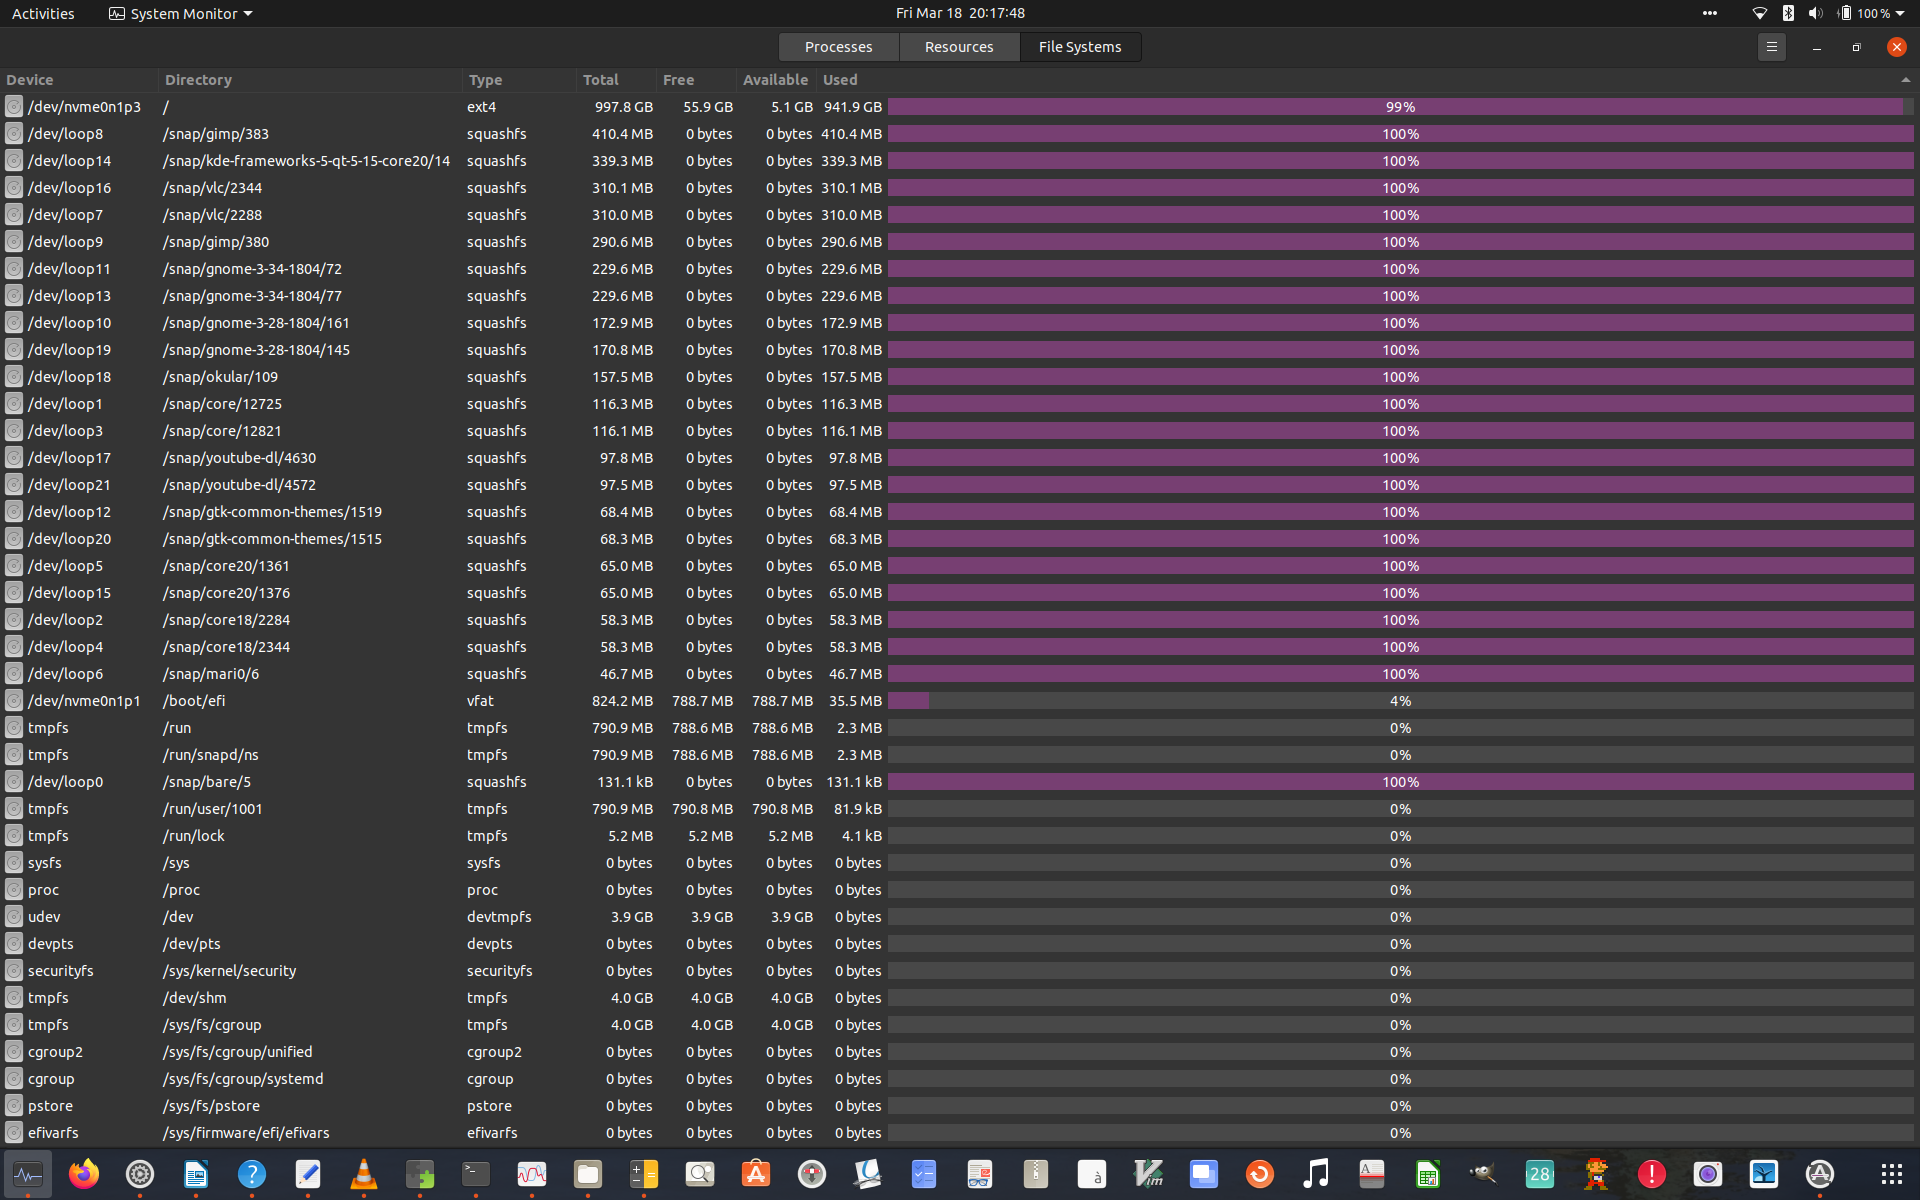 Activities System Monitor Fri Mar 18 20:17:48 100 %
Processes Resources File Systems
Device Directory Type Total Free Available Used
/dev/nvme0n1p3 / ext4 997.8 GB 55.9 GB 5.1 GB 941.9 GB 99%
/dev/loop8 /snap/gimp/383 squashfs 410.4 MB 0 bytes 0 bytes 410.4 MB 100%
/dev/loop14 /snap/kde-frameworks-5-qt-5-15-core20/14 squashfs 339.3 MB 0 bytes 0 bytes 339.3 MB 100%
/dev/loop16 /snap/vlc/2344 squashfs 310.1 MB 0 bytes 0 bytes 310.1 MB 100%
/dev/loop7 /snap/vlc/2288 squashfs 310.0 MB 0 bytes 0 bytes 310.0 MB 100%
/dev/loop9 /snap/gimp/380 squashfs 290.6 MB 0 bytes 0 bytes 290.6 MB 100%
/dev/loop11 /snap/gnome-3-34-1804/72 squashfs 229.6 MB 0 bytes 0 bytes 229.6 MB 100%
/dev/loop13 /snap/gnome-3-34-1804/77 squashfs 229.6 MB 0 bytes 0 bytes 229.6 MB 100%
/dev/loop10 /snap/gnome-3-28-1804/161 squashfs 172.9 MB 0 bytes 0 bytes 172.9 MB 100%
/dev/loop19 /snap/gnome-3-28-1804/145 squashfs 170.8 MB 0 bytes 0 bytes 170.8 MB 100%
/dev/loop18 /snap/okular/109 squashfs 157.5 MB 0 bytes 0 bytes 157.5 MB 100%
/dev/loop1 /snap/core/12725 squashfs 116.3 MB 0 bytes 0 bytes 116.3 MB 100%
/dev/loop3 /snap/core/12821 squashfs 116.1 MB 0 bytes 0 bytes 116.1 MB 100%
/dev/loop17 /snap/youtube-dl/4630 squashfs 97.8 MB 0 bytes 0 bytes 97.8 MB 100%
/dev/loop21 /snap/youtube-dl/4572 squashfs 97.5 MB 0 bytes 0 bytes 97.5 MB 100%
/dev/loop12 /snap/gtk-common-themes/1519 squashfs 68.4 MB 0 bytes 0 bytes 68.4 MB 100%
/dev/loop20 /snap/gtk-common-themes/1515 squashfs 68.3 MB 0 bytes 0 bytes 68.3 MB 100%
/dev/loop5 /snap/core20/1361 squashfs 65.0 MB 0 bytes 0 bytes 65.0 MB 100%
/dev/loop15 /snap/core20/1376 squashfs 65.0 MB 0 bytes 0 bytes 65.0 MB 100%
/dev/loop2 /snap/core18/2284 squashfs 58.3 MB 0 bytes 0 bytes 58.3 MB 100%
/dev/loop4 /snap/core18/2344 squashfs 58.3 MB 0 bytes 0 bytes 58.3 MB 100%
/dev/loop6 /snap/mari0/6 squashfs 46.7 MB 0 bytes 0 bytes 46.7 MB 100%
/dev/nvme0n1p1 /boot/efi vfat 824.2 MB 788.7 MB 788.7 MB 35.5 MB 4%
tmpfs /run tmpfs 790.9 MB 788.6 MB 788.6 MB 2.3 MB 0%
tmpfs /run/snapd/ns tmpfs 790.9 MB 788.6 MB 788.6 MB 2.3 MB 0%
/dev/loop0 /snap/bare/5 squashfs 131.1 kB 0 bytes 0 bytes 131.1 kB 100%
tmpfs /run/user/1001 tmpfs 790.9 MB 790.8 MB 790.8 MB 81.9 kB 0%
tmpfs /run/lock tmpfs 5.2 MB 5.2 MB 5.2 MB 4.1 kB 0%
sysfs /sys sysfs 0 bytes 0 bytes 0 bytes 0 bytes 0%
proc /proc proc 0 bytes 0 bytes 0 bytes 0 bytes 0%
udev /dev devtmpfs 3.9 GB 3.9 GB 3.9 GB 0 bytes 0%
devpts /dev/pts devpts 0 bytes 0 bytes 0 bytes 0 bytes 0%
securityfs /sys/kernel/security securityfs 0 bytes 0 bytes 0 bytes 0 bytes 0%
tmpfs /dev/shm tmpfs 4.0 GB 4.0 GB 4.0 GB 0 bytes 0%
tmpfs /sys/fs/cgroup tmpfs 4.0 GB 4.0 GB 4.0 GB 0 bytes 0%
cgroup2 /sys/fs/cgroup/unified cgroup2 0 bytes 0 bytes 0 bytes 0 bytes 0%
cgroup /sys/fs/cgroup/systemd cgroup 0 bytes 0 bytes 0 bytes 0 bytes 0%
pstore /sys/fs/pstore pstore 0 bytes 0 bytes 0 bytes 0 bytes 0%
efivarfs /sys/firmware/efi/efivars efivarfs 0 bytes 0 bytes 0 bytes 0 bytes 0%
? >_ à Vim A 28 !